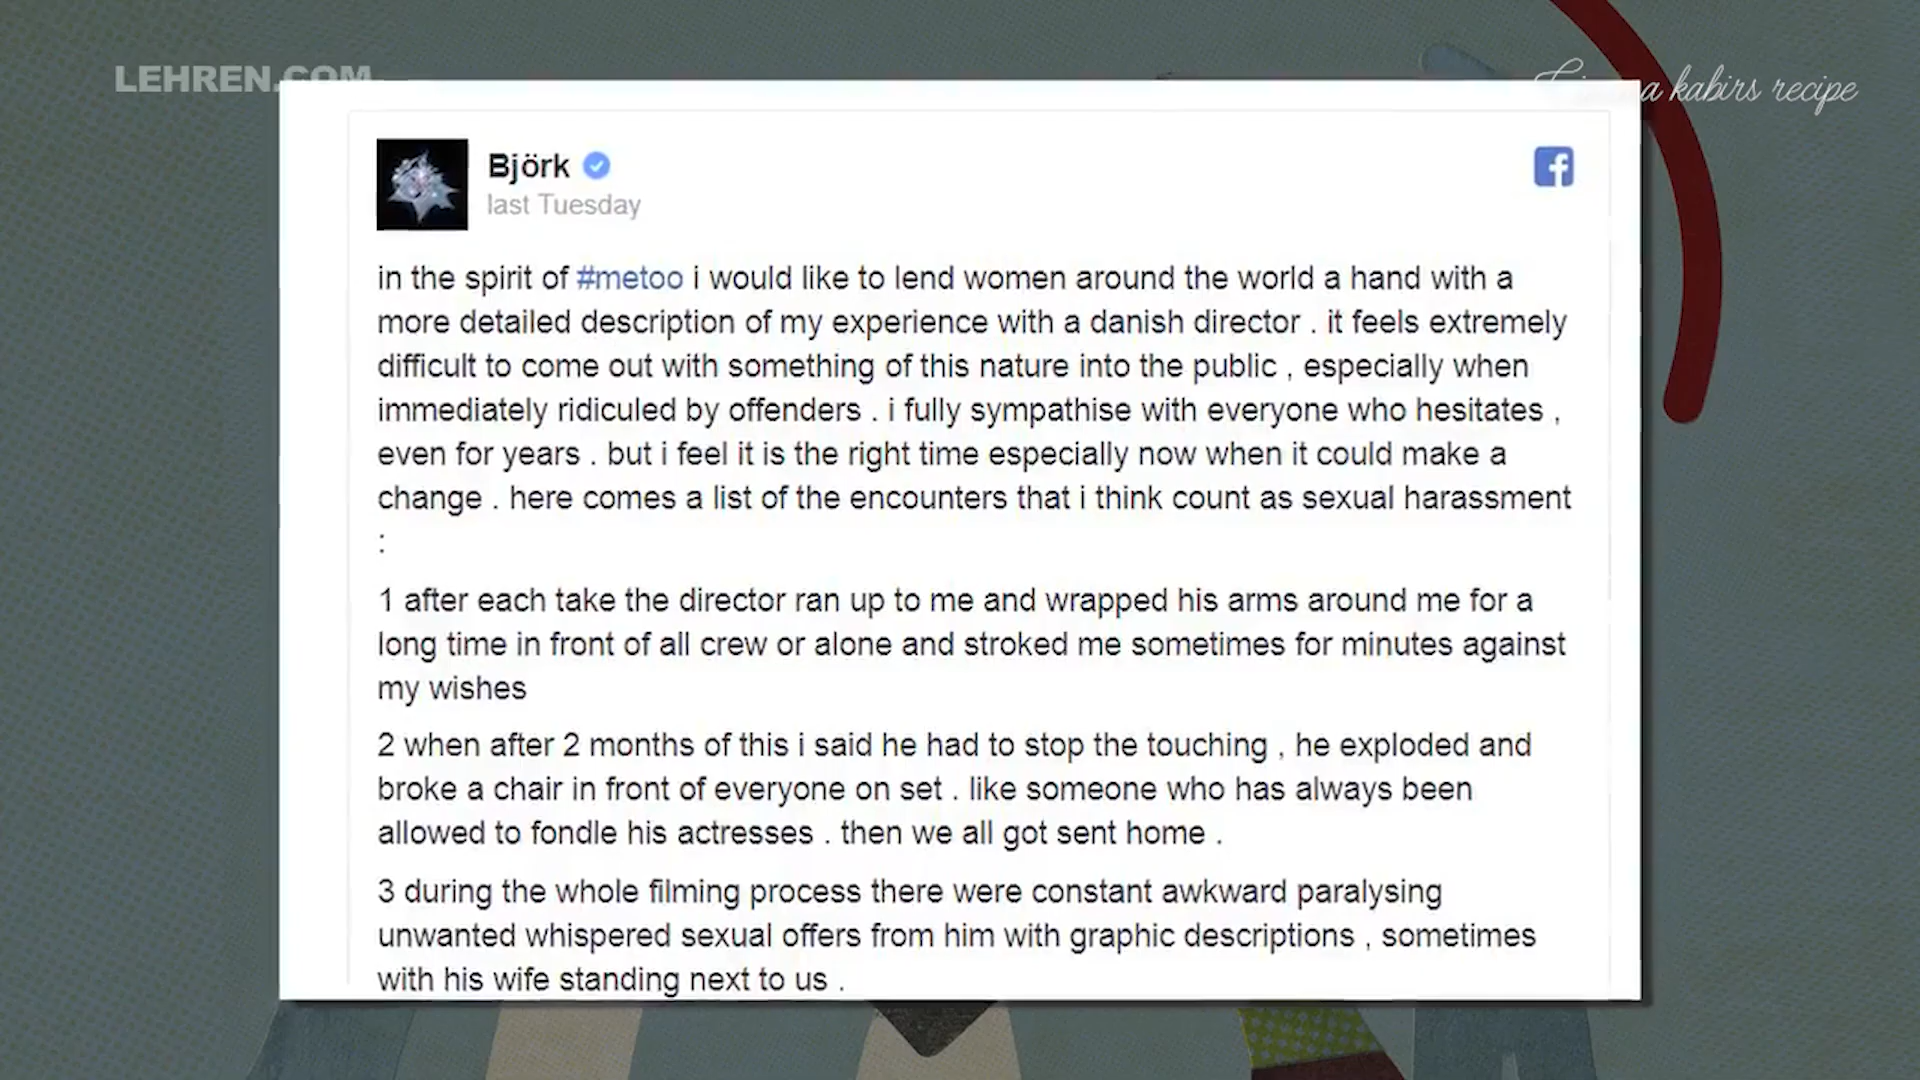 LEHREN.COM
a kabirs recipe
Björk
last Tuesday
in the spirit of #metoo i would like to lend women around the world a hand with a
more detailed description of my experience with a danish director . it feels extremely
difficult to come out with something of this nature into the public , especially when
immediately ridiculed by offenders . i fully sympathise with everyone who hesitates ,
even for years . but i feel it is the right time especially now when it could make a
change . here comes a list of the encounters that i think count as sexual harassment
:
1 after each take the director ran up to me and wrapped his arms around me for a
long time in front of all crew or alone and stroked me sometimes for minutes against
my wishes
2 when after 2 months of this i said he had to stop the touching , he exploded and
broke a chair in front of everyone on set . like someone who has always been
allowed to fondle his actresses . then we all got sent home .
3 during the whole filming process there were constant awkward paralysing
unwanted whispered sexual offers from him with graphic descriptions , sometimes
with his wife standing next to us .